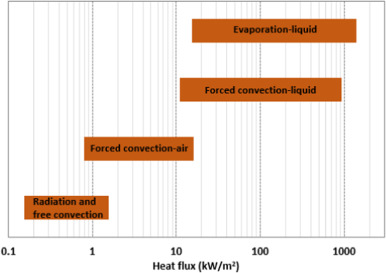 Evaporation-liquid
Forced convection-liquid
Forced convection-air
Radiation and
free convection
0.1 1 10 100 1000
Heat flux (kW/m²)